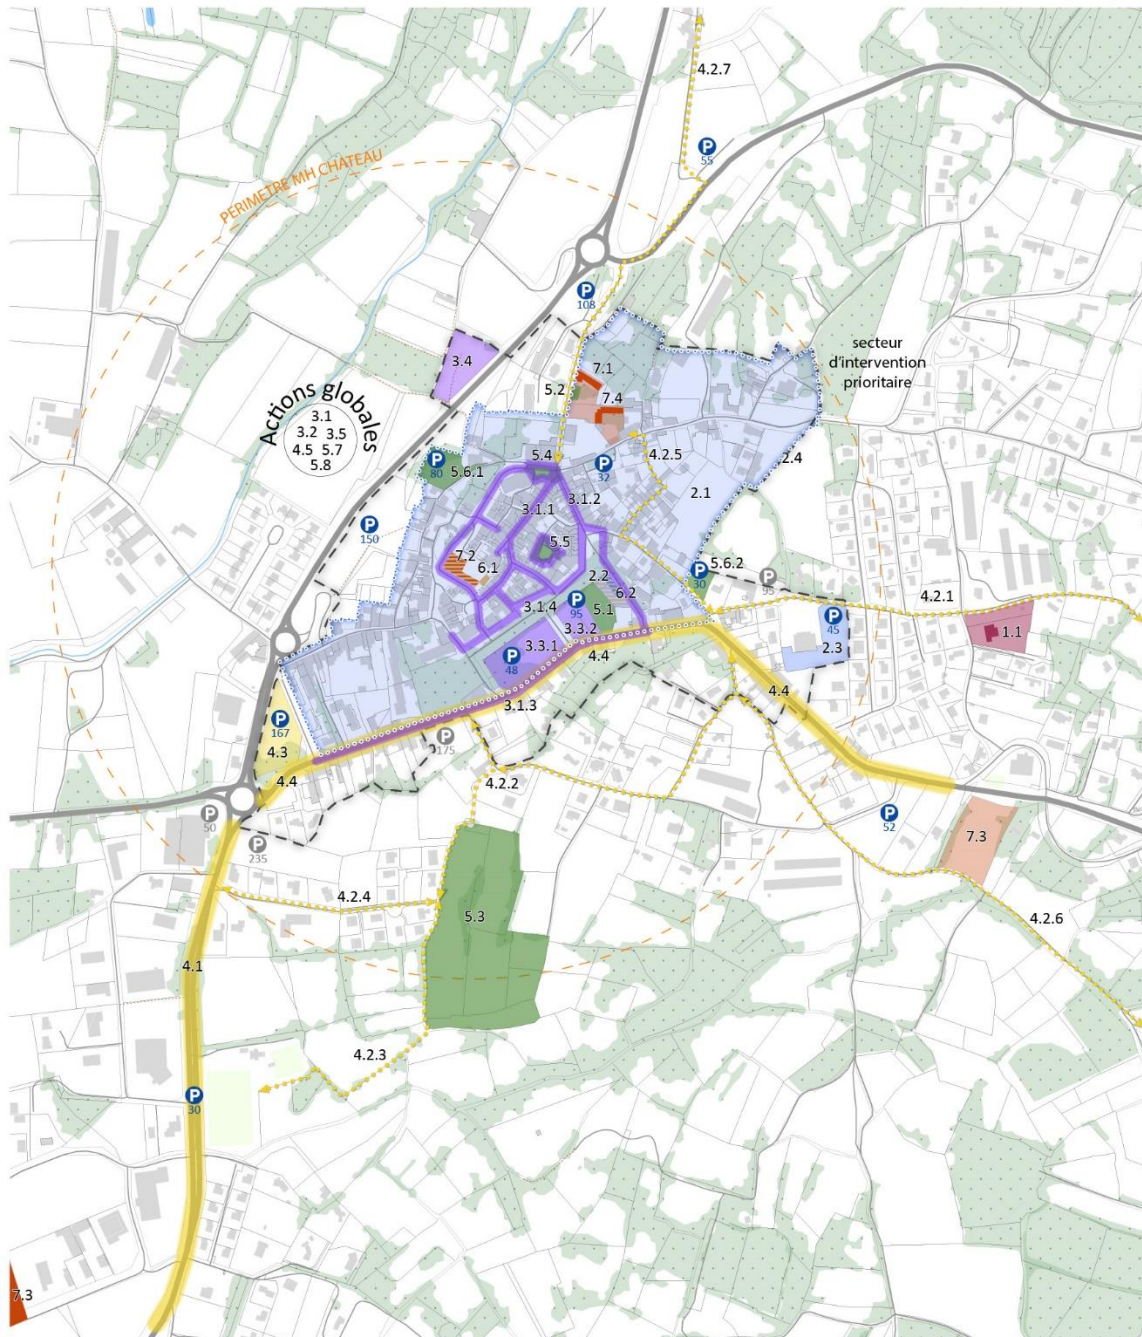 4.2.7
P
55
PÉRIMÈTRE MH CHÂTEAU
P
108
secteur
d'intervention
prioritaire
3.4
7.1
5.2
7.4
Actions globales
3.1
3.2 3.5
4.5 5.7
5.8
4.2.5
5.4
2.4
P
80
5.6.1
P
32
3.1.2
2.1
3.1.1
P
150
5.5
7.2
6.1
2.2
5.6.2
P
30
P
95
6.2
P
95
3.1.4
5.1
4.2.1
P
45
3.3.2
1.1
3.3.1
2.3
4.4
P
48
4.4
3.1.3
P
167
P
175
4.3
4.4
4.2.2
P
50
P
52
P
235
7.3
4.2.4
5.3
4.2.6
4.1
4.2.3
P
30
7.3